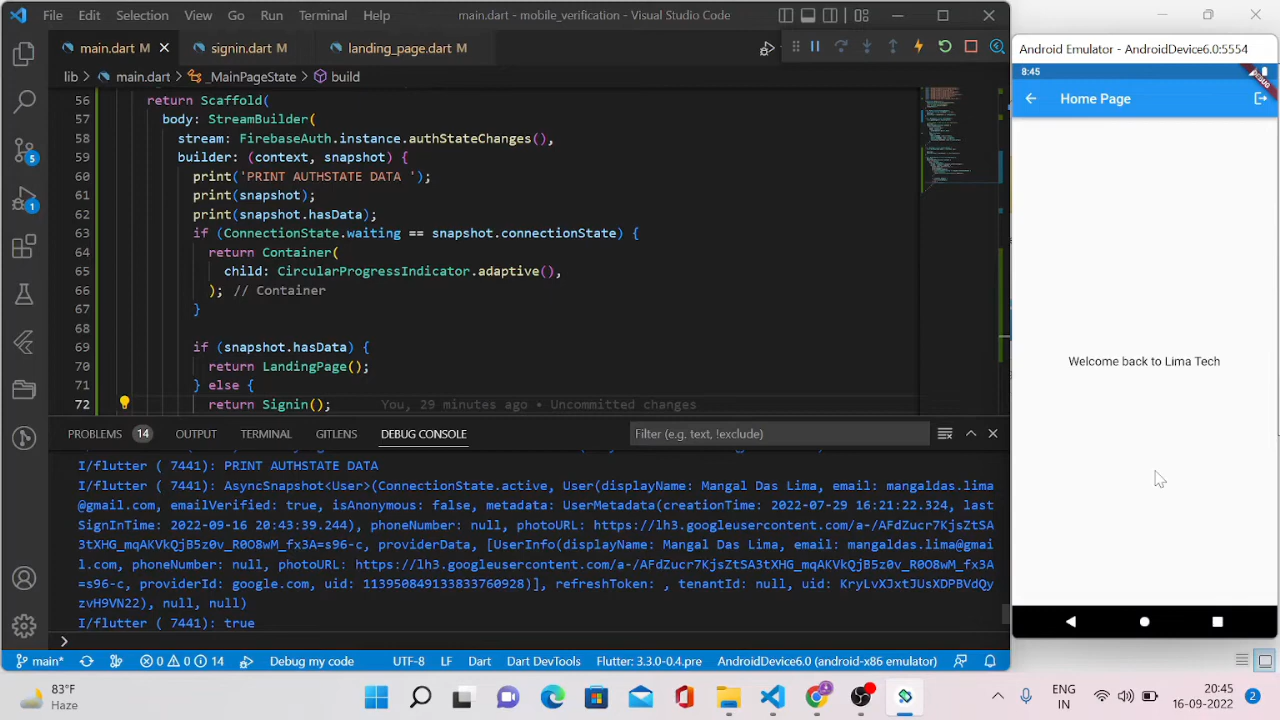 File Edit Selection View Go Run Terminal Help main.dart - mobile_verification - Visual Studio Code
main.dart M signin.dart M landing_page.dart M
lib main.dart _MainPageState build
56 return Scaffold(
57 body: StreamBuilder(
58 stream: FirebaseAuth.instance.authStateChanges(),
59 builder: (context, snapshot) {
60 print('PRINT AUTHSTATE DATA ');
61 print(snapshot);
62 print(snapshot.hasData);
63 if (ConnectionState.waiting == snapshot.connectionState) {
64 return Container(
65 child: CircularProgressIndicator.adaptive(),
66 ); // Container
67 }
68
69 if (snapshot.hasData) {
70 return LandingPage();
71 } else {
72 return Signin(); You, 29 minutes ago • Uncommitted changes
PROBLEMS 14 OUTPUT TERMINAL GITLENS DEBUG CONSOLE Filter (e.g. text, !exclude)
I/flutter ( 7441): PRINT AUTHSTATE DATA
I/flutter ( 7441): AsyncSnapshot<User>(ConnectionState.active, User(displayName: Mangal Das Lima, email: mangaldas.lima
@gmail.com, emailVerified: true, isAnonymous: false, metadata: UserMetadata(creationTime: 2022-07-29 16:21:22.324, last
SignInTime: 2022-09-16 20:43:39.244), phoneNumber: null, photoURL: https://lh3.googleusercontent.com/a-/AFdZucr7KjsZtSA
3tXHG_mqAKVkQjB5z0v_R0O8wM_fx3A=s96-c, providerData, [UserInfo(displayName: Mangal Das Lima, email: mangaldas.lima@gmai
l.com, phoneNumber: null, photoURL: https://lh3.googleusercontent.com/a-/AFdZucr7KjsZtSA3tXHG_mqAKVkQjB5z0v_R0O8wM_fx3A
=s96-c, providerId: google.com, uid: 113950849133833760928)], refreshToken: , tenantId: null, uid: KryLvXJxtJUsXDPBVdQy
zvH9VN22), null, null)
I/flutter ( 7441): true
>
5
1
main* 0 0 14 Debug my code UTF-8 LF Dart Dart DevTools Flutter: 3.3.0-0.4.pre AndroidDevice6.0 (android-x86 emulator)
Android Emulator - AndroidDevice6.0:5554
8:45
DEBUG
Home Page
Welcome back to Lima Tech
83°F
Haze
ENG
IN
20:45
16-09-2022
2